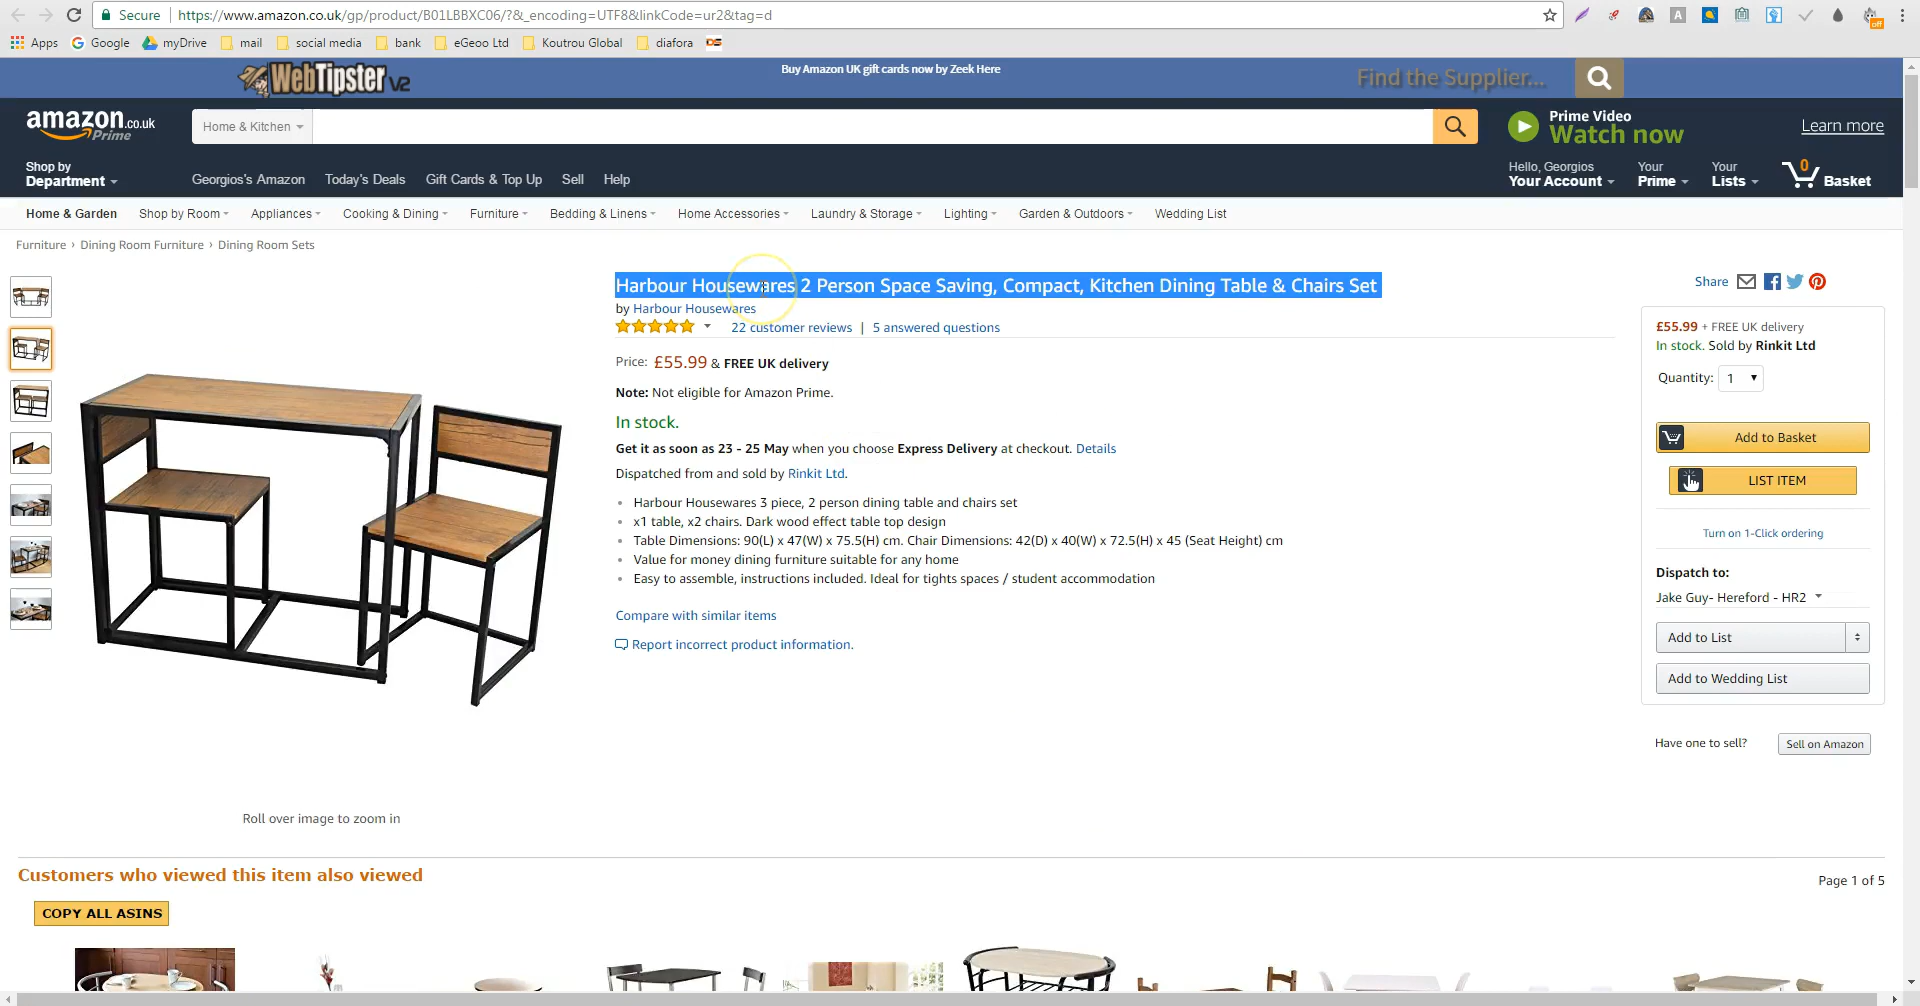 Secure
https://www.amazon.co.uk/gp/product/B01LBBXC06/?&_encoding=UTF8&linkCode=ur2&tag=d
Apps Google myDrive mail social media bank eGeoo Ltd Koutrou Global diafora
WebTipster V2
Buy Amazon UK gift cards now by Zeek Here
Find the Supplier...
amazon.co.uk
Prime
Home & Kitchen
Prime Video
Watch now
Learn more
Shop by
Department
Georgios's Amazon Today's Deals Gift Cards & Top Up Sell Help
Hello, Georgios
Your Account
Your
Prime
Your
Lists
0
Basket
Home & Garden Shop by Room Appliances Cooking & Dining Furniture Bedding & Linens Home Accessories Laundry & Storage Lighting Garden & Outdoors Wedding List
Furniture › Dining Room Furniture › Dining Room Sets
Harbour Housewares 2 Person Space Saving, Compact, Kitchen Dining Table & Chairs Set
by Harbour Housewares
22 customer reviews | 5 answered questions
Price: £55.99 & FREE UK delivery
Note: Not eligible for Amazon Prime.
In stock.
Get it as soon as 23 - 25 May when you choose Express Delivery at checkout. Details
Dispatched from and sold by Rinkit Ltd.
• Harbour Housewares 3 piece, 2 person dining table and chairs set
• x1 table, x2 chairs. Dark wood effect table top design
• Table Dimensions: 90(L) x 47(W) x 75.5(H) cm. Chair Dimensions: 42(D) x 40(W) x 72.5(H) x 45 (Seat Height) cm
• Value for money dining furniture suitable for any home
• Easy to assemble, instructions included. Ideal for tights spaces / student accommodation
Compare with similar items
Report incorrect product information.
Share
£55.99 + FREE UK delivery
In stock. Sold by Rinkit Ltd
Quantity: 1
Add to Basket
LIST ITEM
Turn on 1-Click ordering
Dispatch to:
Jake Guy- Hereford - HR2
Add to List
Add to Wedding List
Have one to sell? Sell on Amazon
Roll over image to zoom in
Customers who viewed this item also viewed
Page 1 of 5
COPY ALL ASINS